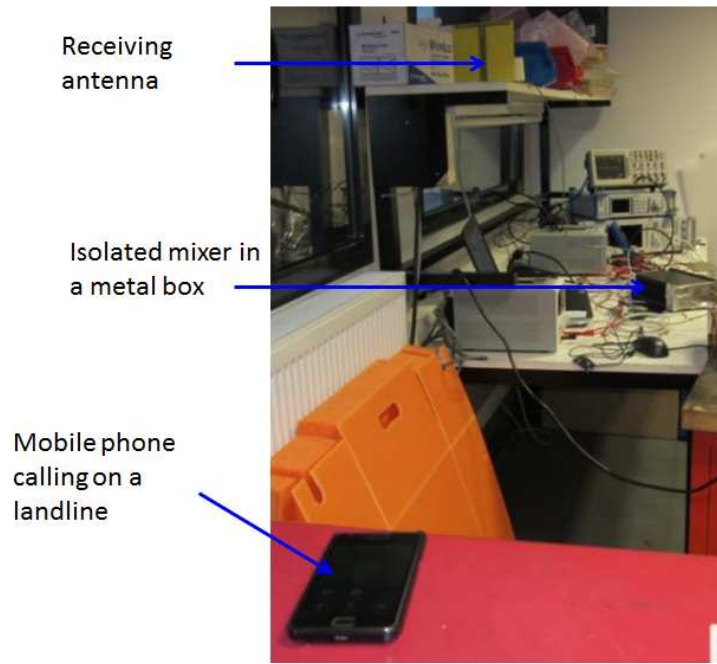 Receiving
antenna
Isolated mixer in
a metal box
Mobile phone
calling on a
landline